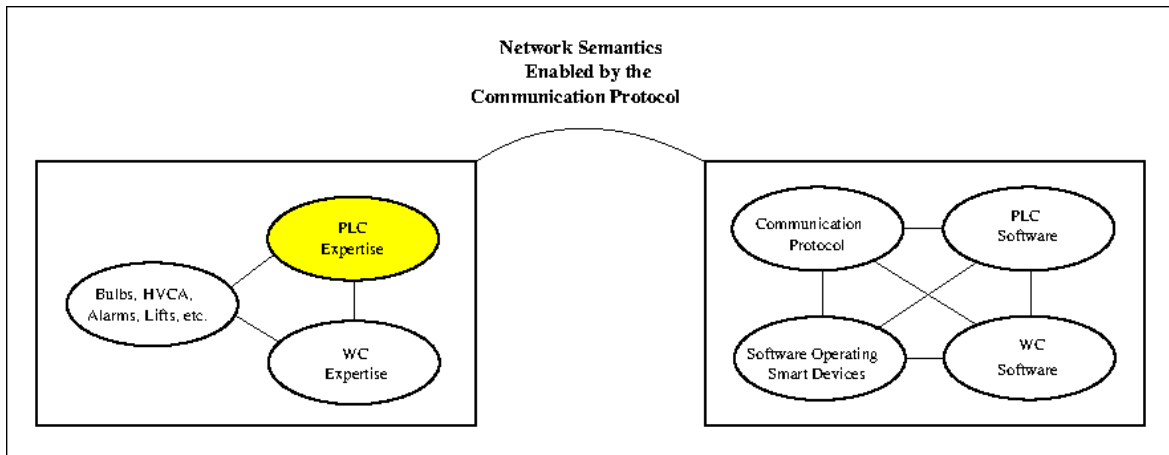 Network Semantics
Enabled by the
Communication Protocol
PLC
Expertise
Bulbs, HVCA,
Alarms, Lifts, etc.
WC
Expertise
Communication
Protocol
PLC
Software
Software Operating
Smart Devices
WC
Software